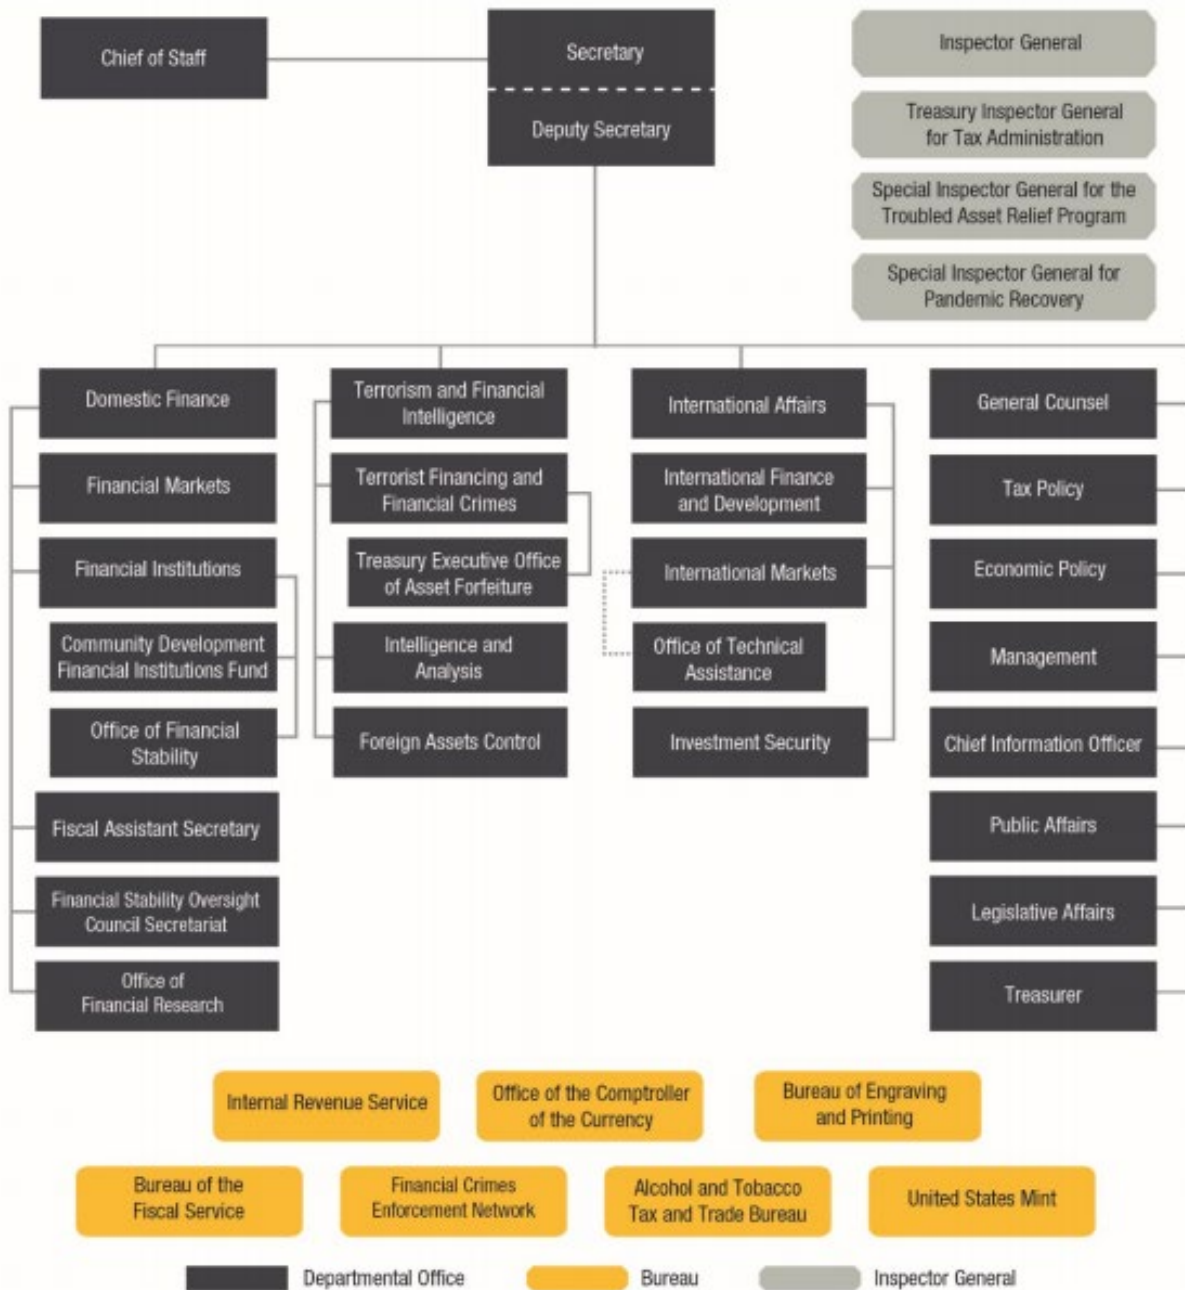 Chief of Staff
Secretary
Deputy Secretary
Inspector General
Treasury Inspector General
for Tax Administration
Special Inspector General for the
Troubled Asset Relief Program
Special Inspector General for
Pandemic Recovery
Domestic Finance
Financial Markets
Financial Institutions
Community Development
Financial Institutions Fund
Office of Financial
Stability
Fiscal Assistant Secretary
Financial Stability Oversight
Council Secretariat
Office of
Financial Research
Terrorism and Financial
Intelligence
Terrorist Financing and
Financial Crimes
Treasury Executive Office
of Asset Forfeiture
Intelligence and
Analysis
Foreign Assets Control
International Affairs
International Finance
and Development
International Markets
Office of Technical
Assistance
Investment Security
General Counsel
Tax Policy
Economic Policy
Management
Chief Information Officer
Public Affairs
Legislative Affairs
Treasurer
Internal Revenue Service
Office of the Comptroller
of the Currency
Bureau of Engraving
and Printing
Bureau of the
Fiscal Service
Financial Crimes
Enforcement Network
Alcohol and Tobacco
Tax and Trade Bureau
United States Mint
Departmental Office
Bureau
Inspector General